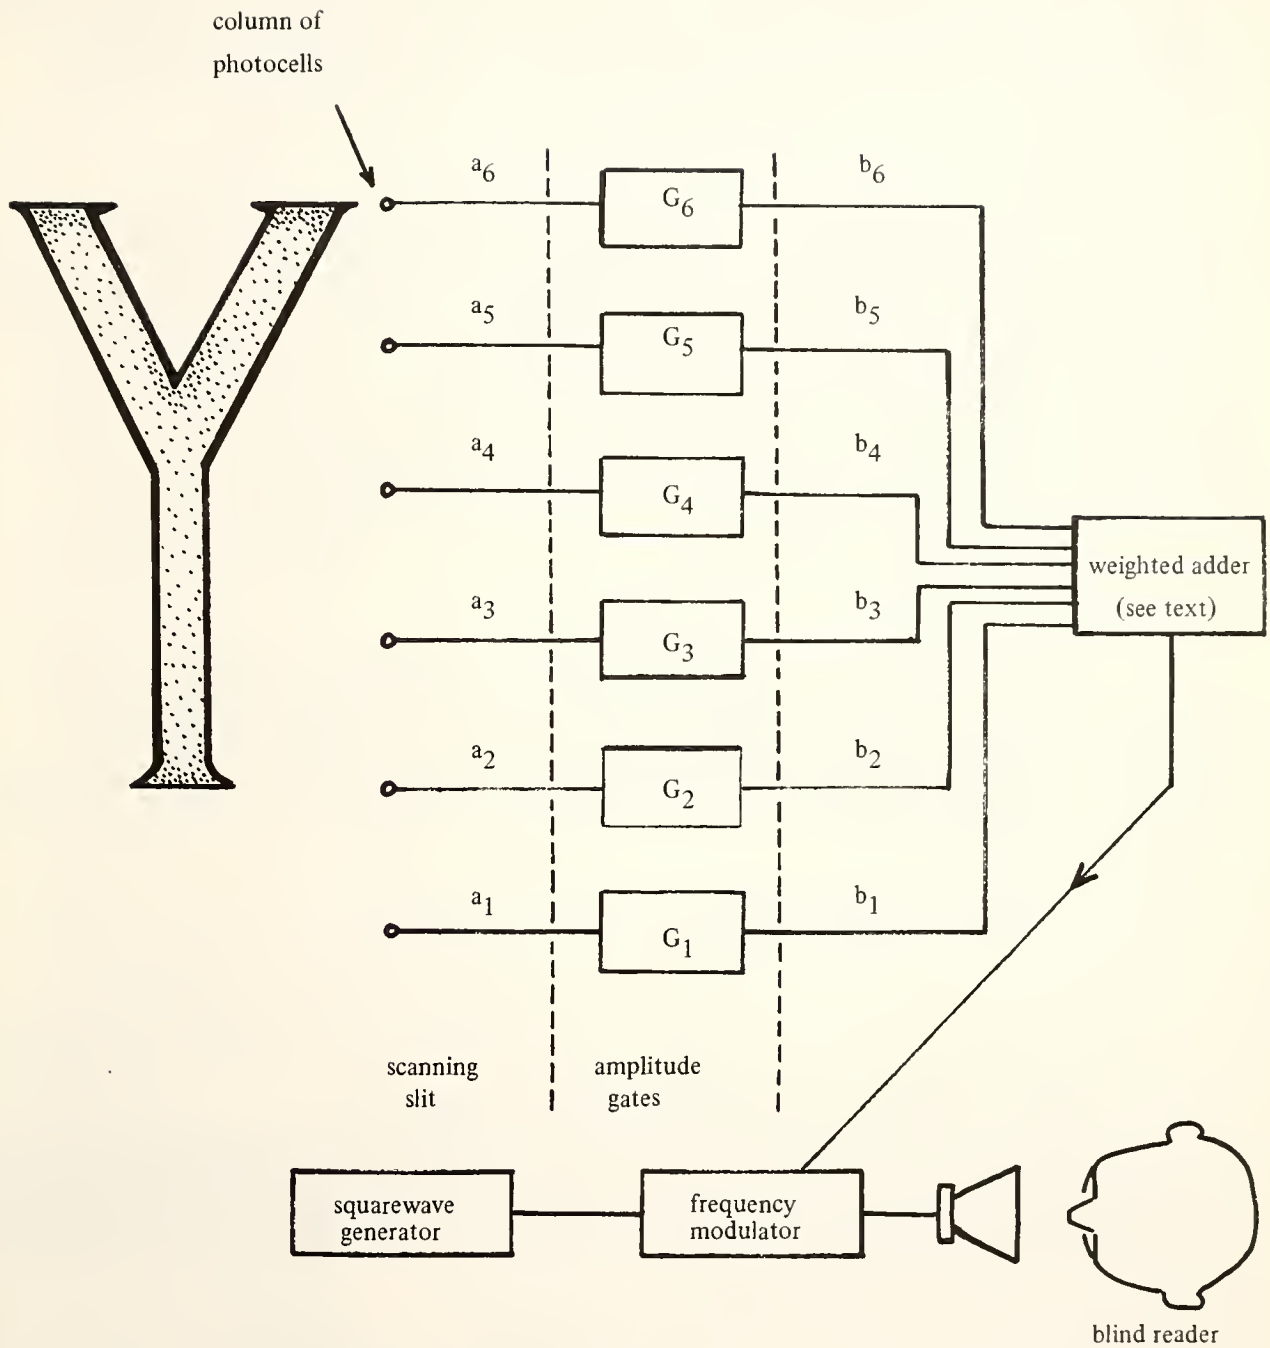 column of
photocells
Y
a6 G6 b6
a5 G5 b5
a4 G4 b4
weighted adder
(see text)
a3 G3 b3
a2 G2 b2
a1 G1 b1
scanning
slit
amplitude
gates
squarewave
generator
frequency
modulator
blind reader